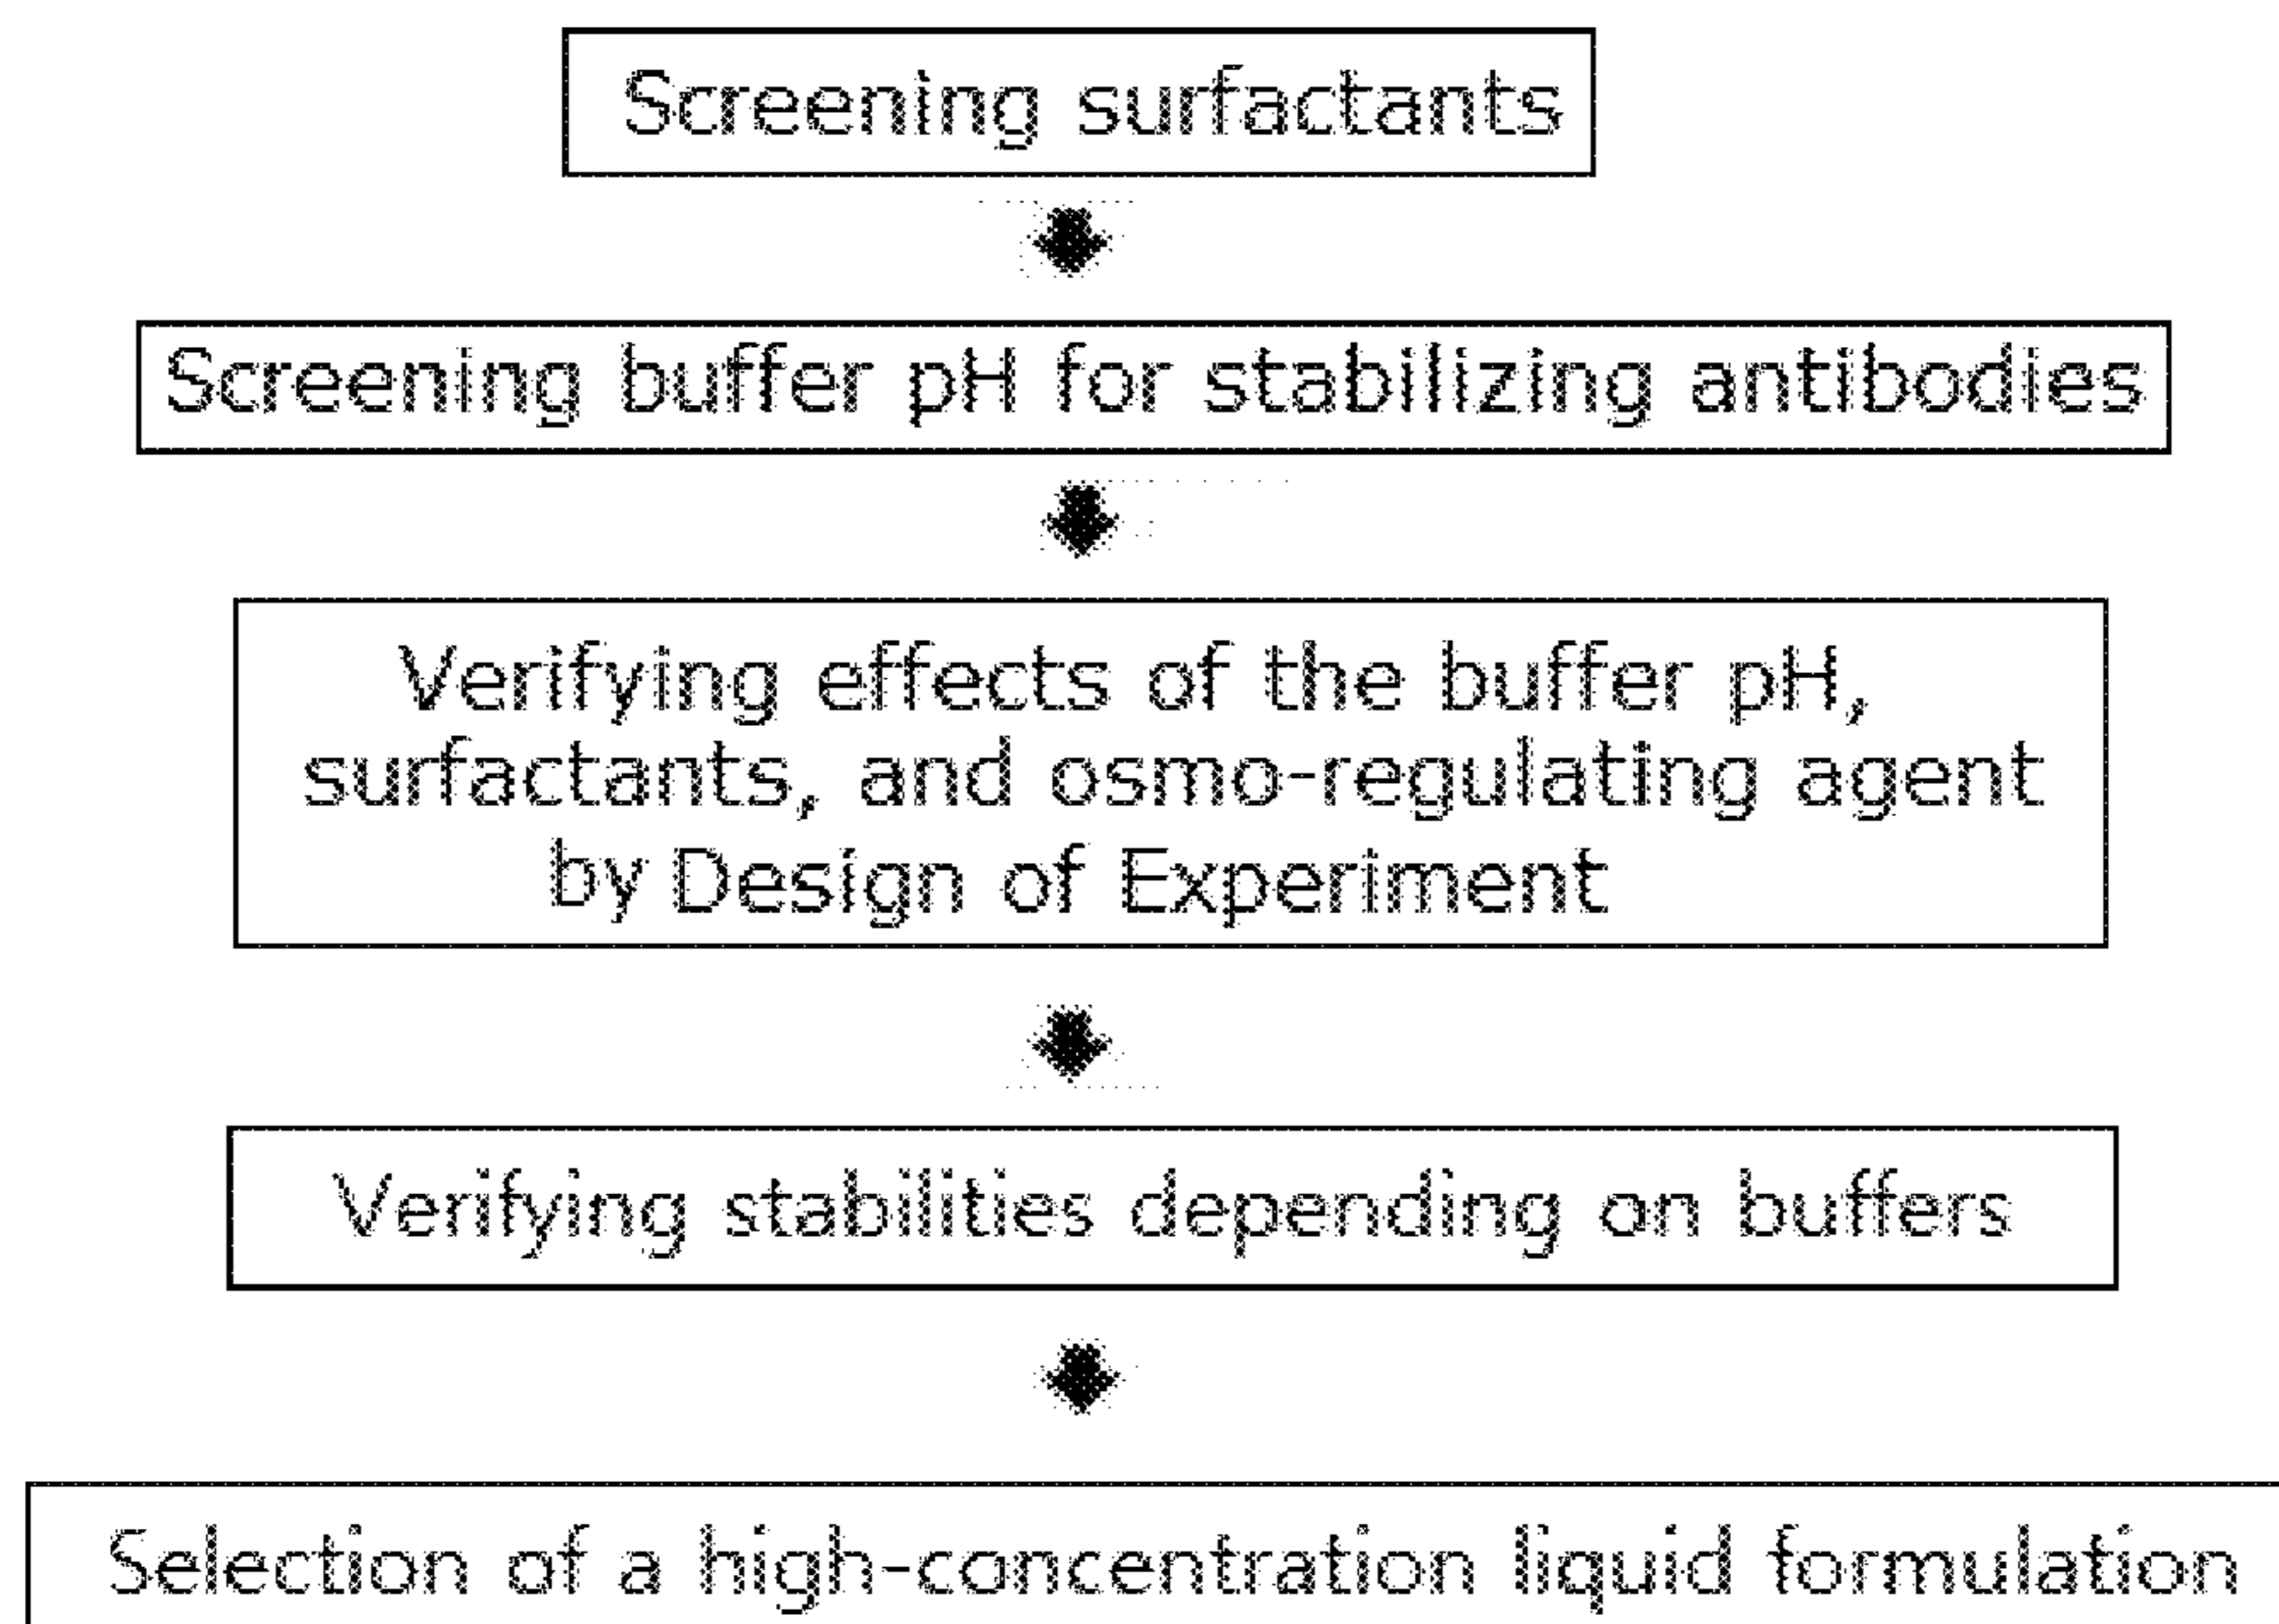 Screening surfactants
Screening buffer pH for stabilizing antibodies
Verifying effects of the buffer pH,
surfactants, and osmo-regulating agent
by Design of Experiment
Verifying stabilities depending on buffers
Selection of a high-concentration liquid formulation